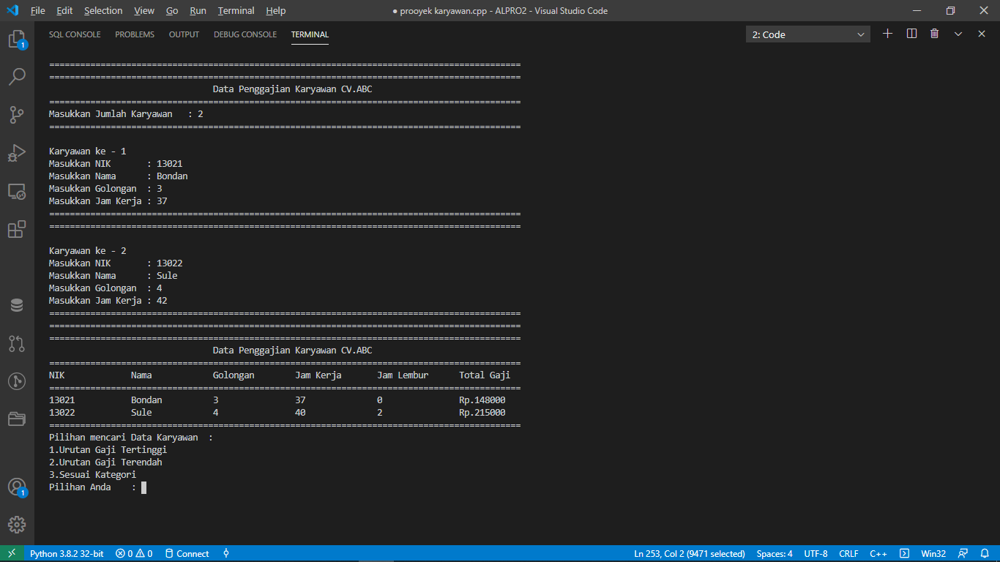 File Edit Selection View Go Run Terminal Help ● prooyek karyawan.cpp - ALPRO2 - Visual Studio Code
SQL CONSOLE PROBLEMS OUTPUT DEBUG CONSOLE TERMINAL 2: Code
1
============================================================================================
============================================================================================
Data Penggajian Karyawan CV.ABC
============================================================================================
Masukkan Jumlah Karyawan : 2
============================================================================================
Karyawan ke - 1
Masukkan NIK : 13021
Masukkan Nama : Bondan
Masukkan Golongan : 3
Masukkan Jam Kerja : 37
============================================================================================
============================================================================================
Karyawan ke - 2
Masukkan NIK : 13022
Masukkan Nama : Sule
Masukkan Golongan : 4
Masukkan Jam Kerja : 42
============================================================================================
============================================================================================
============================================================================================
Data Penggajian Karyawan CV.ABC
============================================================================================
NIK Nama Golongan Jam Kerja Jam Lembur Total Gaji
============================================================================================
13021 Bondan 3 37 0 Rp.148000
13022 Sule 4 40 2 Rp.215000
============================================================================================
Pilihan mencari Data Karyawan :
1.Urutan Gaji Tertinggi
2.Urutan Gaji Terendah
3.Sesuai Kategori
Pilihan Anda :
1
Python 3.8.2 32-bit 0 0 Connect Ln 253, Col 2 (9471 selected) Spaces: 4 UTF-8 CRLF C++ Win32